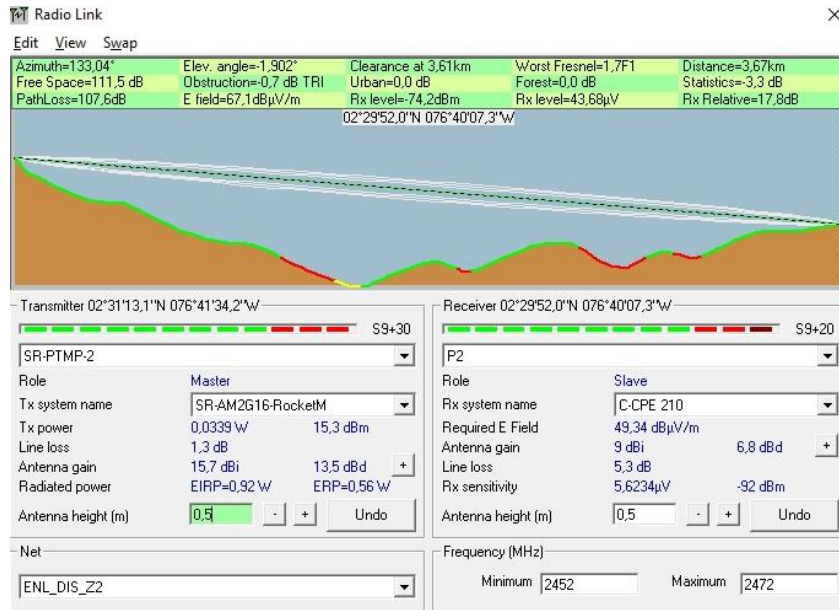 Radio Link
Edit View Swap
Azimuth=133,04° Elev. angle=-1,902° Clearance at 3,61km Worst Fresnel=1,7F1 Distance=3,67km
Free Space=111,5 dB Obstruction=-0,7 dB TRI Urban=0,0 dB Forest=0,0 dB Statistics=-3,3 dB
PathLoss=107,6dB E field=67,1dBµV/m Rx level=-74,2dBm Rx level=43,68µV Rx Relative=17,8dB
02°29'52,0"N 076°40'07,3"W
Transmitter 02°31'13,1"N 076°41'34,2"W
S9+30
SR-PTMP-2
Role Master
Tx system name SR-AM2G16-RocketM
Tx power 0,0339 W 15,3 dBm
Line loss 1,3 dB
Antenna gain 15,7 dBi 13,5 dBd +
Radiated power EIRP=0,92 W ERP=0,56 W
Antenna height (m) 0,5 - + Undo
Net
ENL_DIS_Z2
Receiver 02°29'52,0"N 076°40'07,3"W
S9+20
P2
Role Slave
Rx system name C-CPE 210
Required E Field 49,34 dBµV/m
Antenna gain 9 dBi 6,8 dBd +
Line loss 5,3 dB
Rx sensitivity 5,6234µV -92 dBm
Antenna height (m) 0,5 - + Undo
Frequency (MHz)
Minimum 2452 Maximum 2472